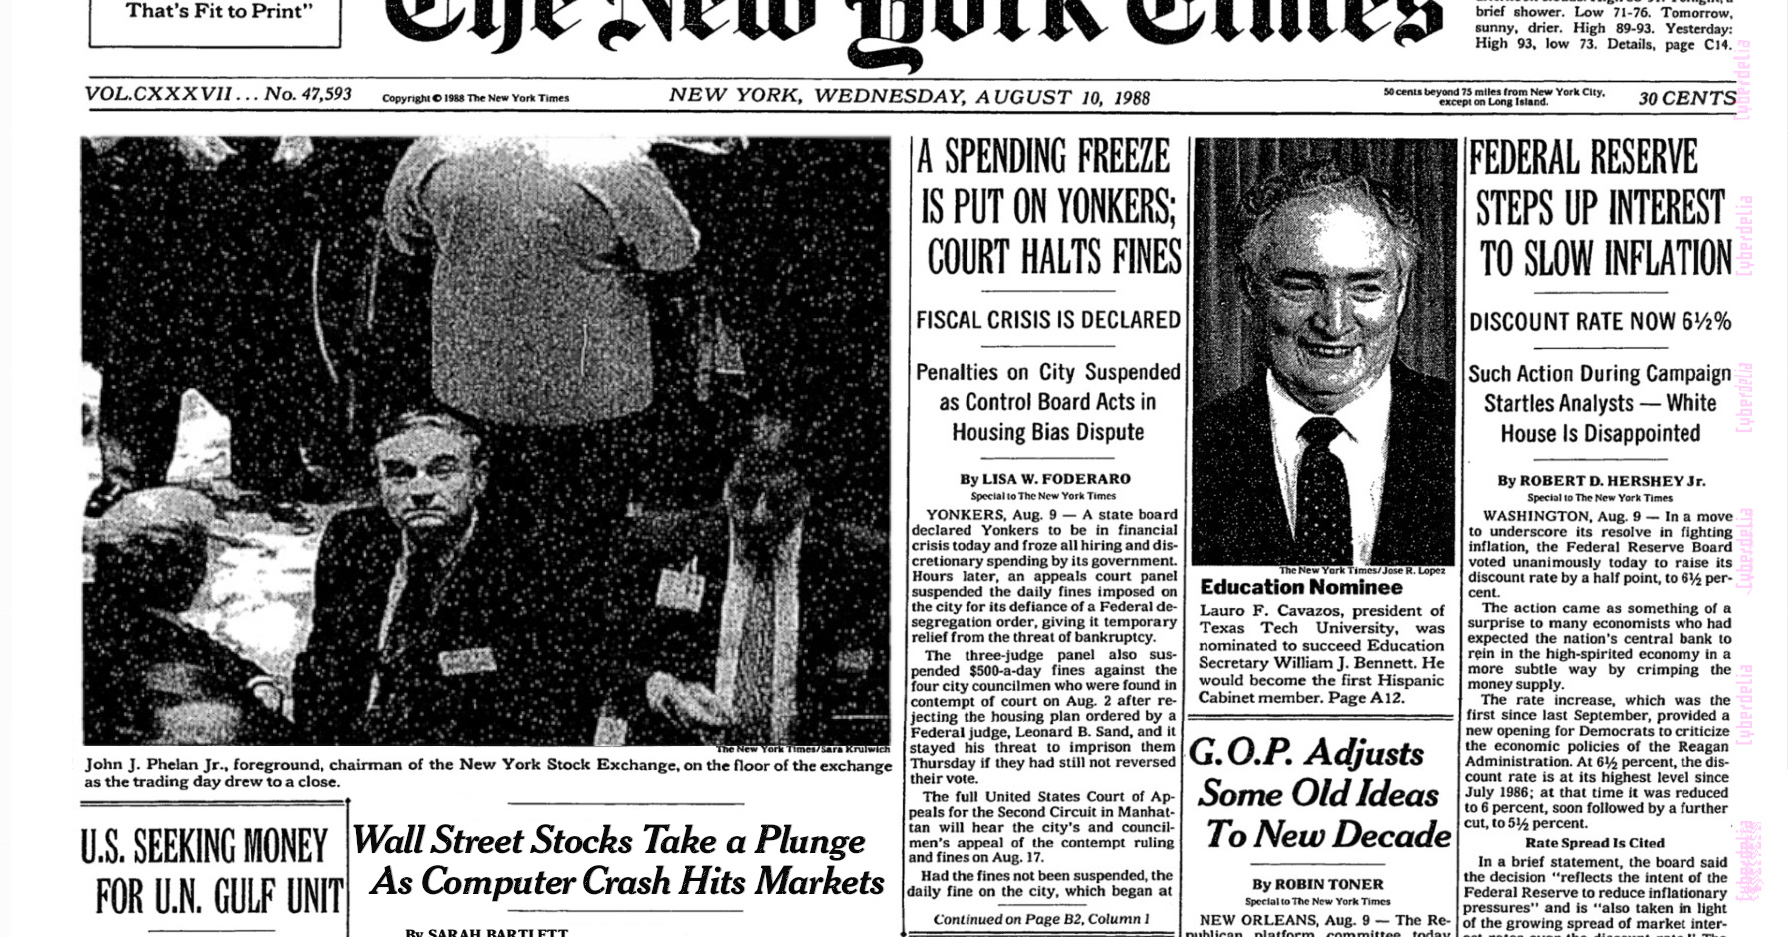 That's Fit to Print"
The New York Times
brief shower. Low 71-76. Tomorrow,
sunny, drier. High 89-93. Yesterday:
High 93, low 73. Details, page C14.
VOL.CXXXVII... No. 47,593
Copyright © 1988 The New York Times
NEW YORK, WEDNESDAY, AUGUST 10, 1988
50 cents beyond 75 miles from New York City,
except on Long Island.
30 CENTS
The New York Times/Sara Krulwich
John J. Phelan Jr., foreground, chairman of the New York Stock Exchange, on the floor of the exchange
as the trading day drew to a close.
U.S. SEEKING MONEY
FOR U.N. GULF UNIT
Wall Street Stocks Take a Plunge
As Computer Crash Hits Markets
By SARAH BARTLETT
A SPENDING FREEZE
IS PUT ON YONKERS;
COURT HALTS FINES
FISCAL CRISIS IS DECLARED
Penalties on City Suspended
as Control Board Acts in
Housing Bias Dispute
By LISA W. FODERARO
Special to The New York Times
YONKERS, Aug. 9 — A state board
declared Yonkers to be in financial
crisis today and froze all hiring and dis-
cretionary spending by its government.
Hours later, an appeals court panel
suspended the daily fines imposed on
the city for its defiance of a Federal de-
segregation order, giving it temporary
relief from the threat of bankruptcy.
The three-judge panel also sus-
pended $500-a-day fines against the
four city councilmen who were found in
contempt of court on Aug. 2 after re-
jecting the housing plan ordered by a
Federal judge, Leonard B. Sand, and it
stayed his threat to imprison them
Thursday if they had still not reversed
their vote.
The full United States Court of Ap-
peals for the Second Circuit in Manhat-
tan will hear the city's and council-
men's appeal of the contempt ruling
and fines on Aug. 17.
Had the fines not been suspended, the
daily fine on the city, which began at
Continued on Page B2, Column 1
The New York Times/Jose R. Lopez
Education Nominee
Lauro F. Cavazos, president of
Texas Tech University, was
nominated to succeed Education
Secretary William J. Bennett. He
would become the first Hispanic
Cabinet member. Page A12.
G.O.P. Adjusts
Some Old Ideas
To New Decade
By ROBIN TONER
Special to The New York Times
NEW ORLEANS, Aug. 9 — The Re-
publican platform committee today
FEDERAL RESERVE
STEPS UP INTEREST
TO SLOW INFLATION
DISCOUNT RATE NOW 6½%
Such Action During Campaign
Startles Analysts — White
House Is Disappointed
By ROBERT D. HERSHEY Jr.
Special to The New York Times
WASHINGTON, Aug. 9 — In a move
to underscore its resolve in fighting
inflation, the Federal Reserve Board
voted unanimously today to raise its
discount rate by a half point, to 6½ per-
cent.
The action came as something of a
surprise to many economists who had
expected the nation's central bank to
rein in the high-spirited economy in a
more subtle way by crimping the
money supply.
The rate increase, which was the
first since last September, provided a
new opening for Democrats to criticize
the economic policies of the Reagan
Administration. At 6½ percent, the dis-
count rate is at its highest level since
July 1986; at that time it was reduced
to 6 percent, soon followed by a further
cut, to 5½ percent.
Rate Spread Is Cited
In a brief statement, the board said
the decision "reflects the intent of the
Federal Reserve to reduce inflationary
pressures" and is "also taken in light
of the growing spread of market inter-
Cyberdelia
Cyberdelia
Cyberdelia
Cyberdelia
Cyberdelia
Cyberdelia